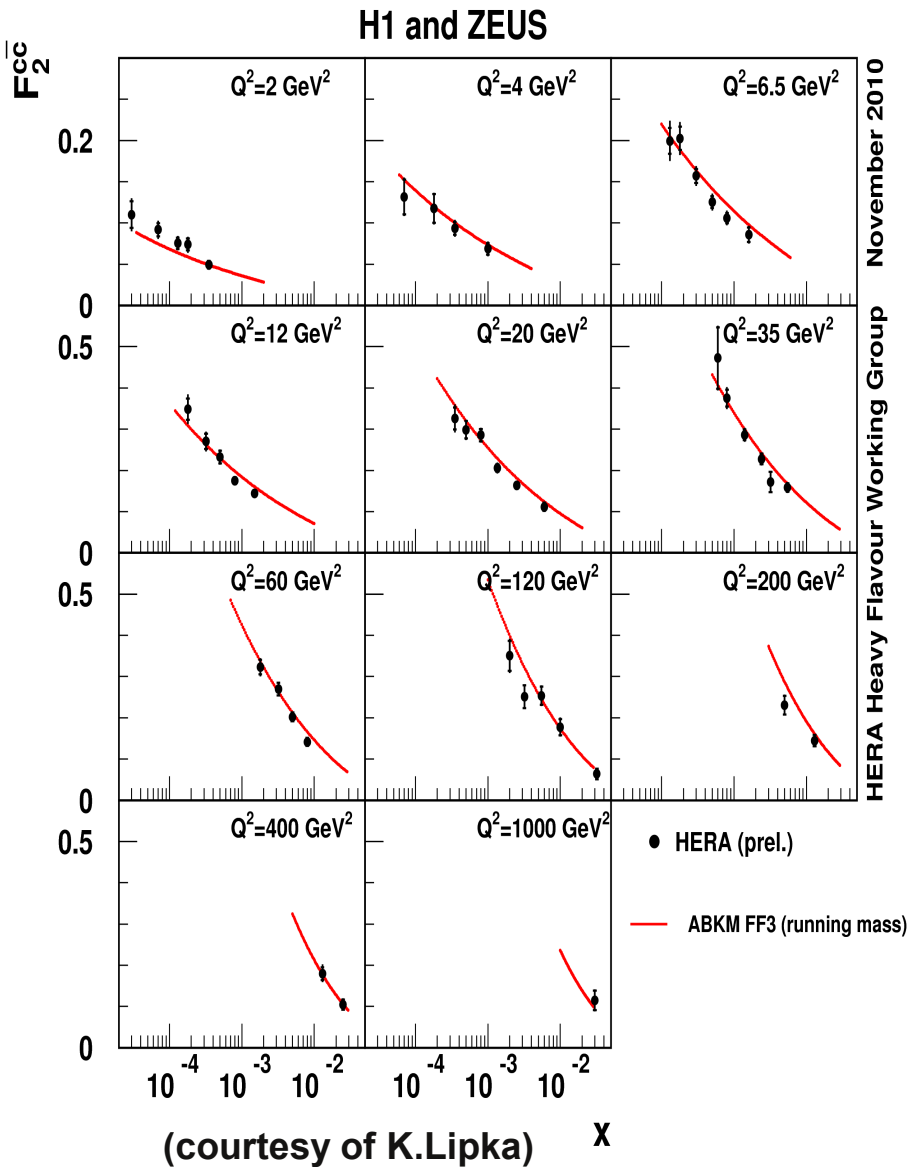 H1 and ZEUS
F₂^cc̄
Q²=2 GeV²
Q²=4 GeV²
Q²=6.5 GeV²
0.2
0
Q²=12 GeV²
Q²=20 GeV²
Q²=35 GeV²
0.5
0
Q²=60 GeV²
Q²=120 GeV²
Q²=200 GeV²
0.5
0
Q²=400 GeV²
Q²=1000 GeV²
0.5
0
HERA (prel.)
ABKM FF3 (running mass)
10⁻⁴ 10⁻³ 10⁻² 10⁻⁴ 10⁻³ 10⁻²
x
(courtesy of K.Lipka)
HERA Heavy Flavour Working Group November 2010